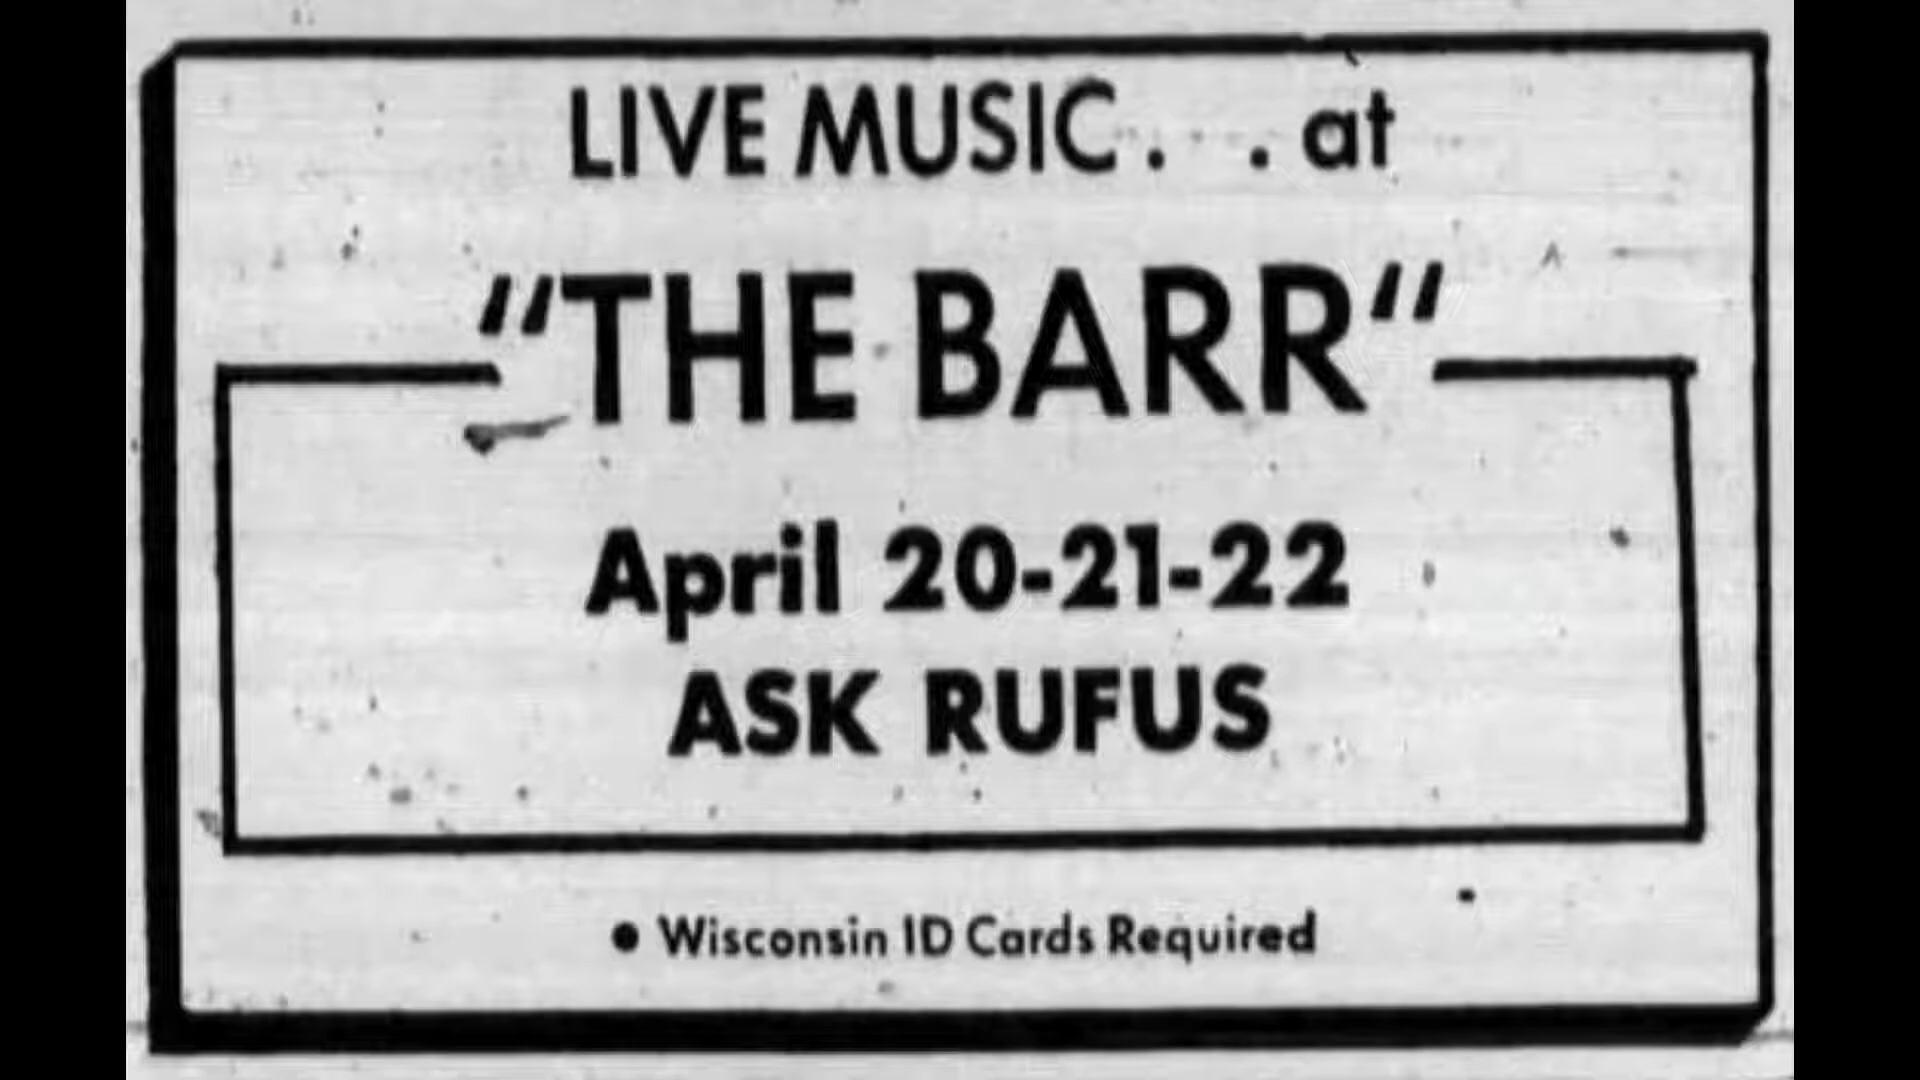 LIVE MUSIC. . at
"THE BARR"
April 20-21-22
ASK RUFUS
• Wisconsin ID Cards Required